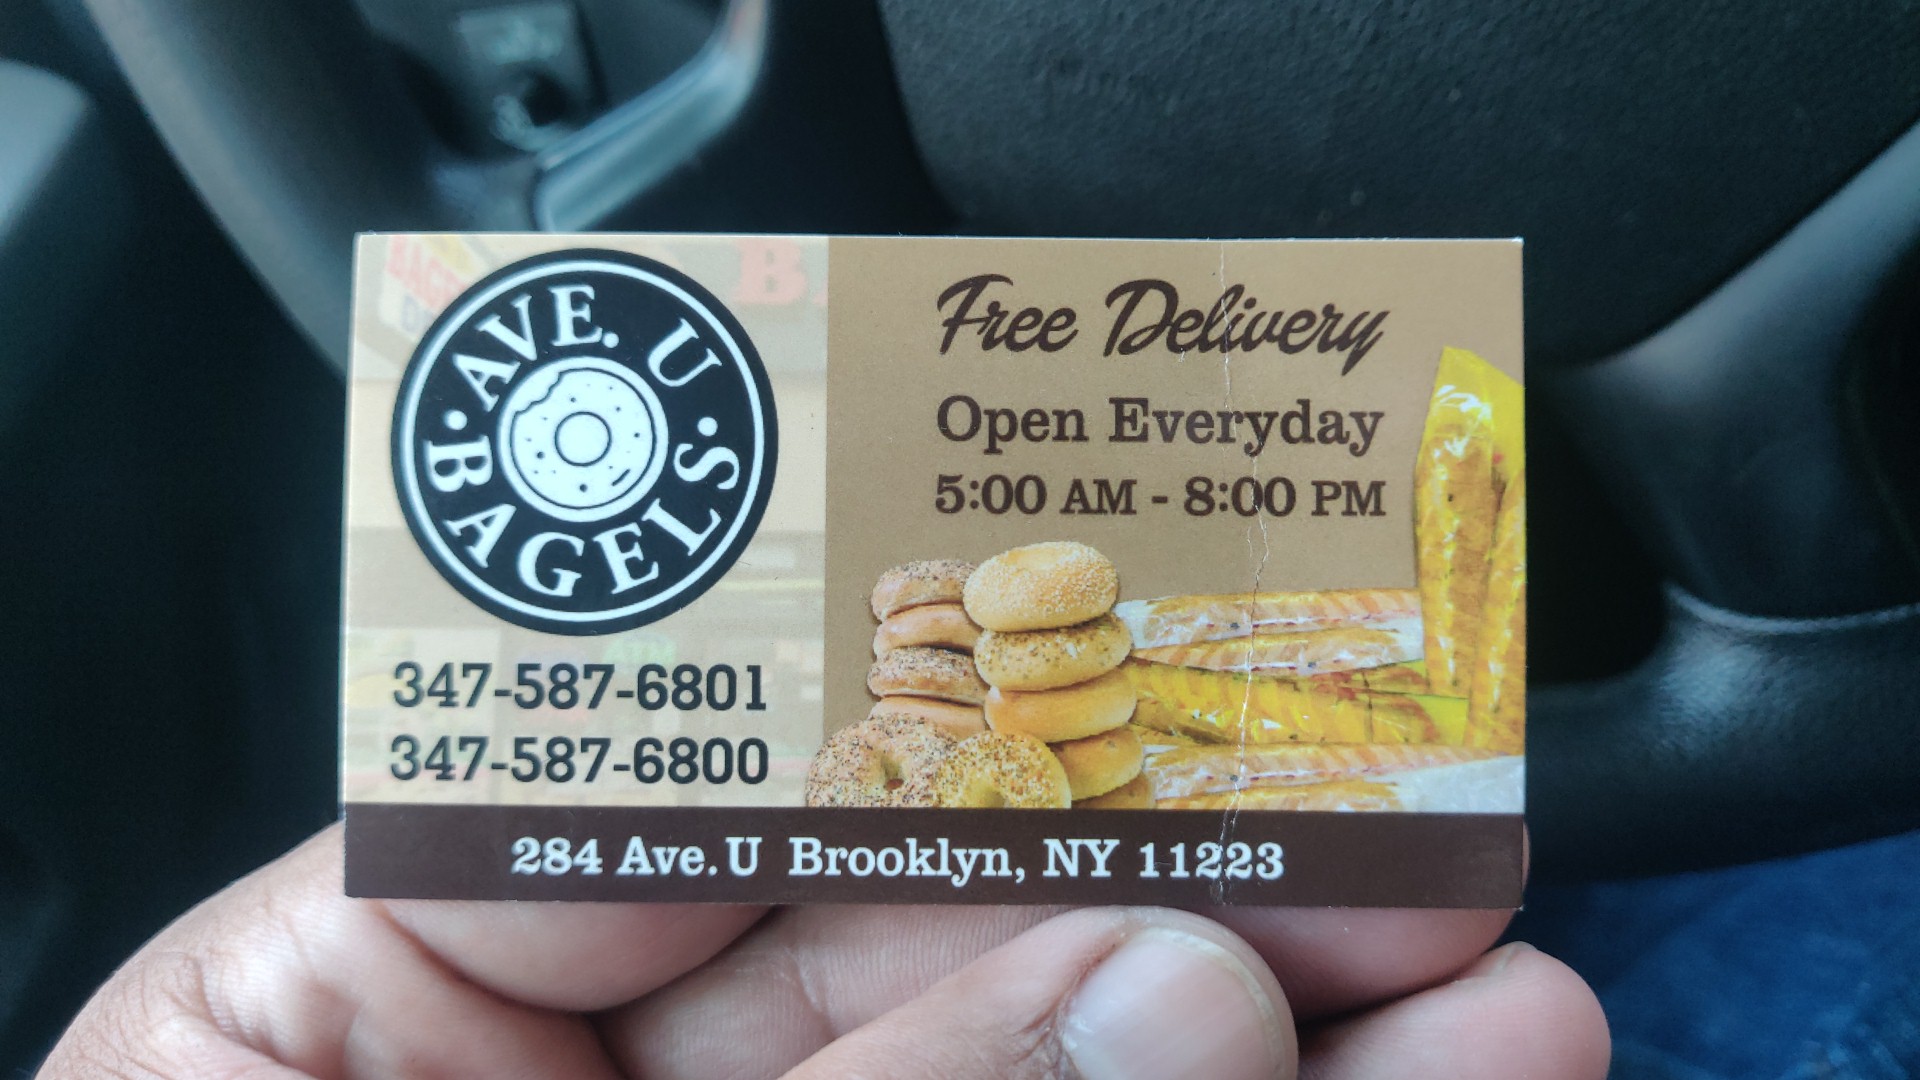 AVE. U
BAGELS
347-587-6801
347-587-6800
Free Delivery
Open Everyday
5:00 AM - 8:00 PM
284 Ave. U Brooklyn, NY 11223